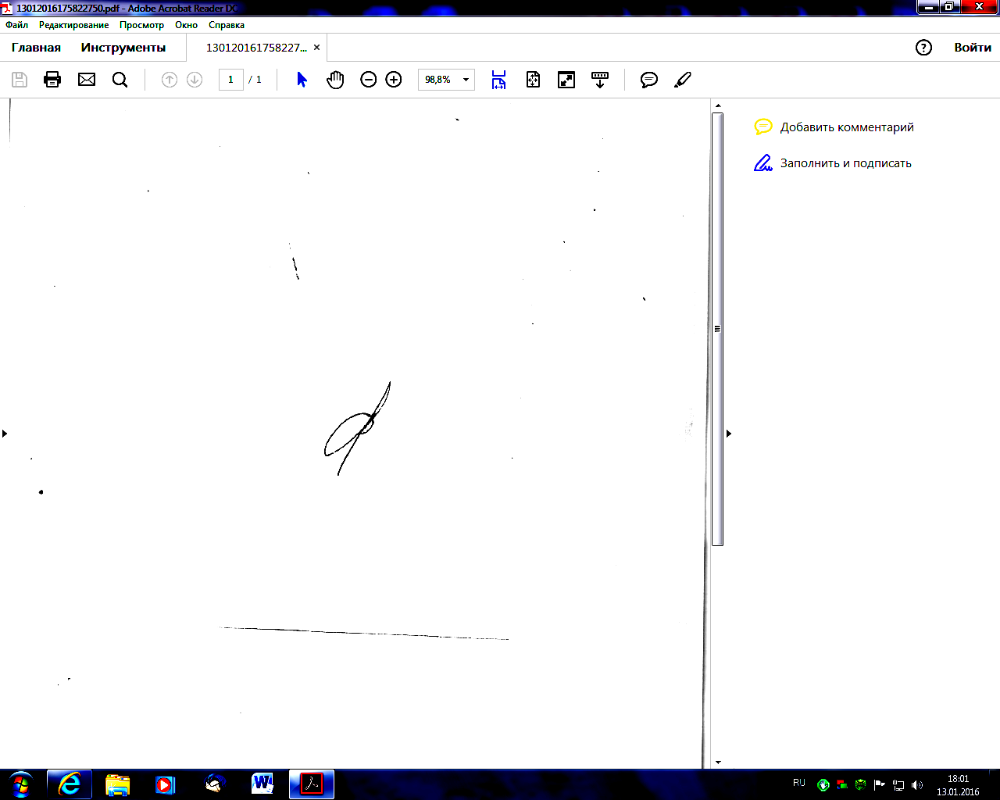 13012016175822750.pdf - Adobe Acrobat Reader DC
Файл Редактирование Просмотр Окно Справка
Главная Инструменты 130120161758227... × Войти
1 / 1 98,8%
Добавить комментарий
Заполнить и подписать
RU 18:01
13.01.2016